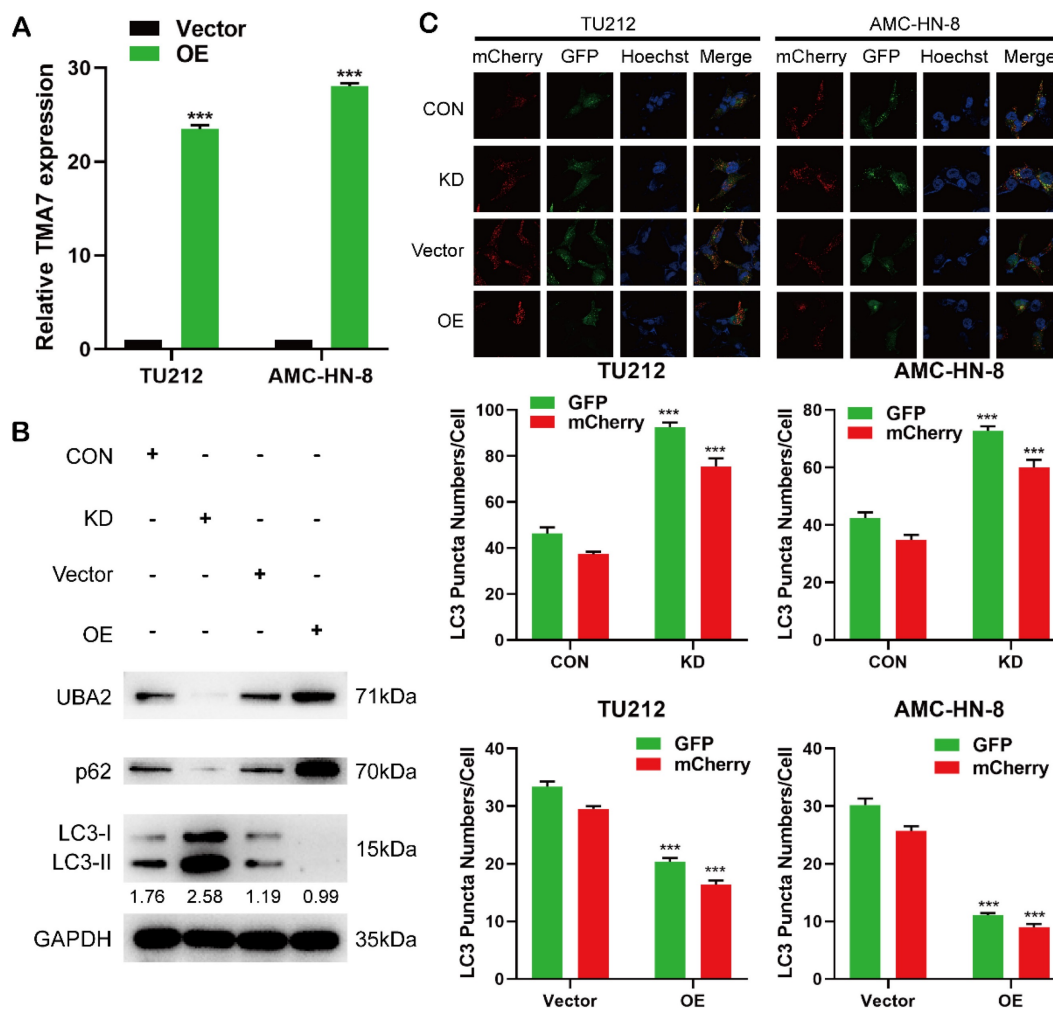 A
Vector
OE
Relative TMA7 expression
30
20
10
0
***
***
TU212
AMC-HN-8
B
CON + - - -
KD - + - -
Vector - - + -
OE - - - +
UBA2 71kDa
p62 70kDa
LC3-I
LC3-II
15kDa
1.76 2.58 1.19 0.99
GAPDH 35kDa
C
TU212 AMC-HN-8
mCherry GFP Hoechst Merge mCherry GFP Hoechst Merge
CON
KD
Vector
OE
TU212
GFP
mCherry
LC3 Puncta Numbers/Cell
100
80
60
40
20
0
***
***
CON KD
AMC-HN-8
GFP
mCherry
LC3 Puncta Numbers/Cell
80
60
40
20
0
***
***
CON KD
TU212
GFP
mCherry
LC3 Puncta Numbers/Cell
40
30
20
10
0
***
***
Vector OE
AMC-HN-8
GFP
mCherry
LC3 Puncta Numbers/Cell
40
30
20
10
0
***
***
Vector OE